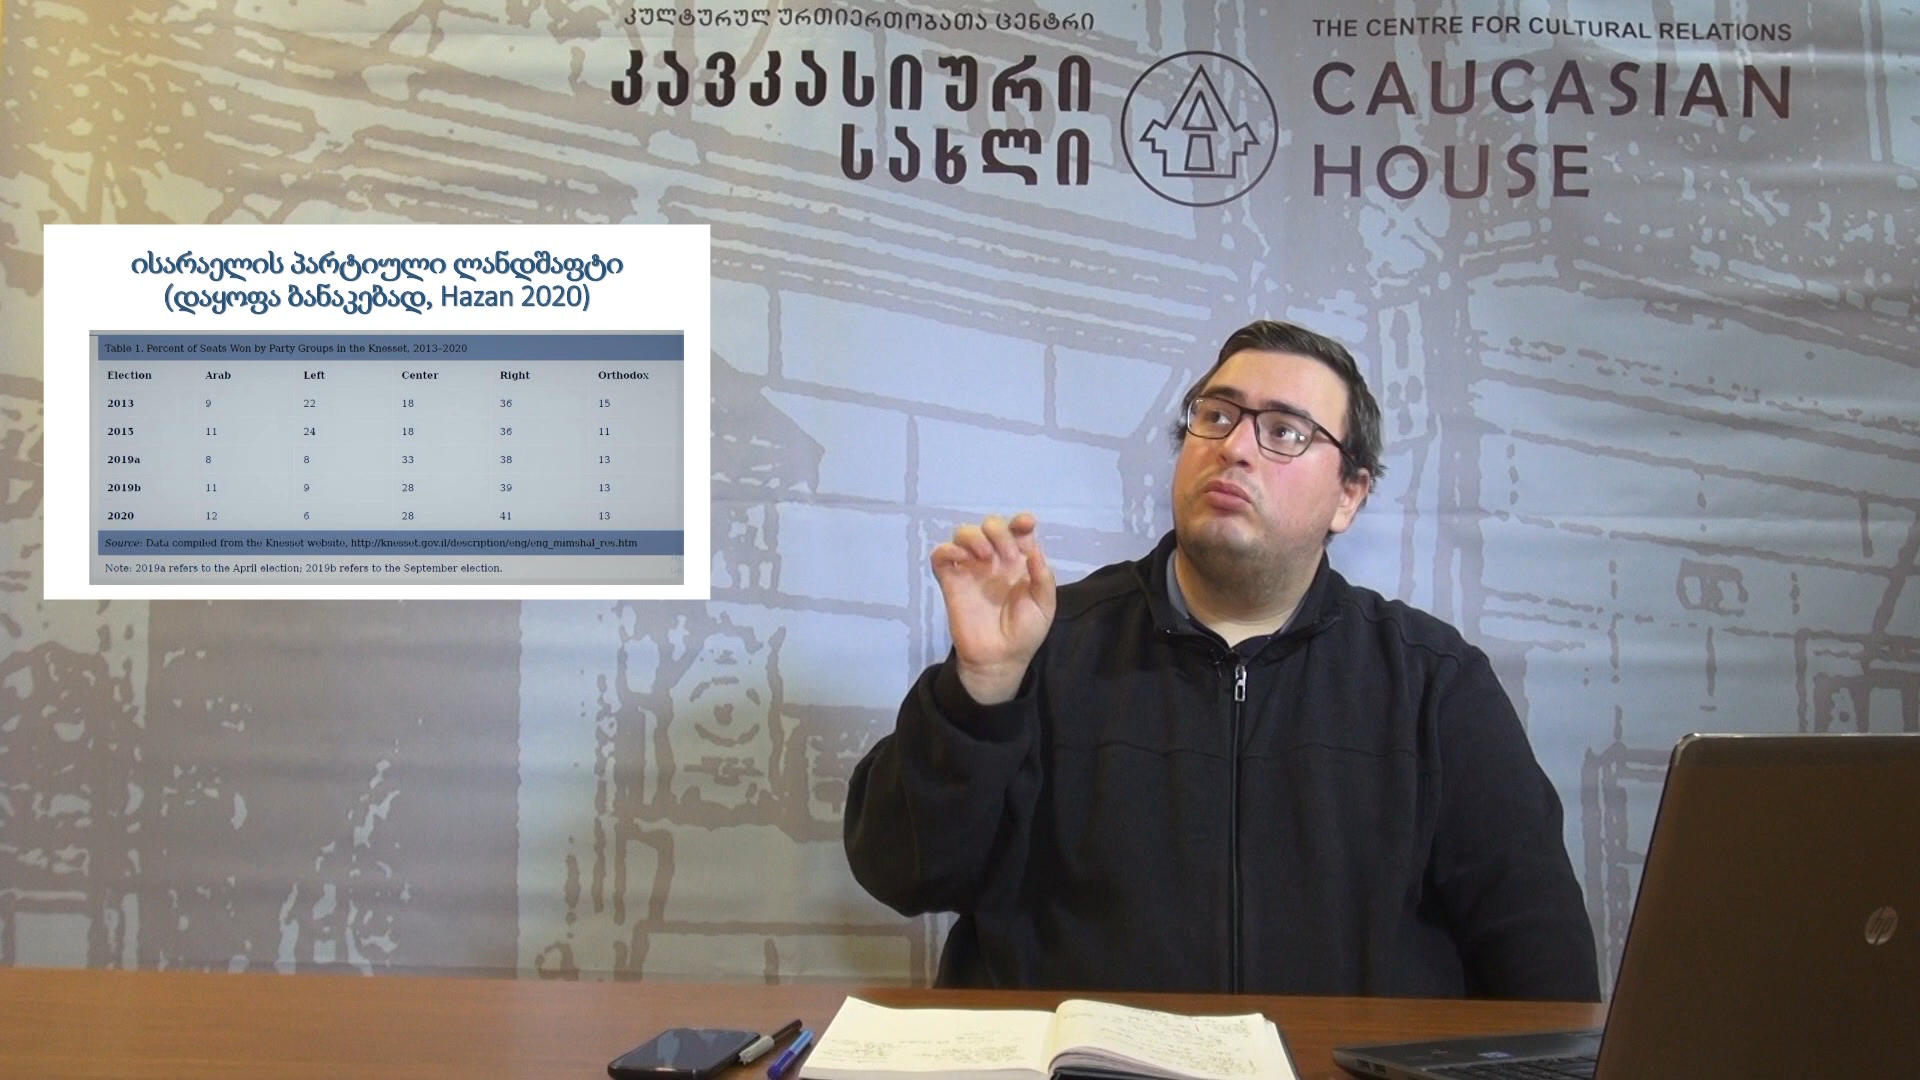 კულტურულ ურთიერთობათა ცენტრი
კავკასიური
სახლი
THE CENTRE FOR CULTURAL RELATIONS
CAUCASIAN
HOUSE
ისარაელის პარტიული ლანდშაფტი
(დაყოფა ბანაკებად, Hazan 2020)
Table 1. Percent of Seats Won by Party Groups in the Knesset, 2013–2020
Election Arab Left Center Right Orthodox
2013 9 22 18 36 15
2015 11 24 18 36 11
2019a 8 8 33 38 13
2019b 11 9 28 39 13
2020 12 6 28 41 13
Source: Data compiled from the Knesset website, http://knesset.gov.il/description/eng/eng_mimshal_res.htm
Note: 2019a refers to the April election; 2019b refers to the September election.
hp